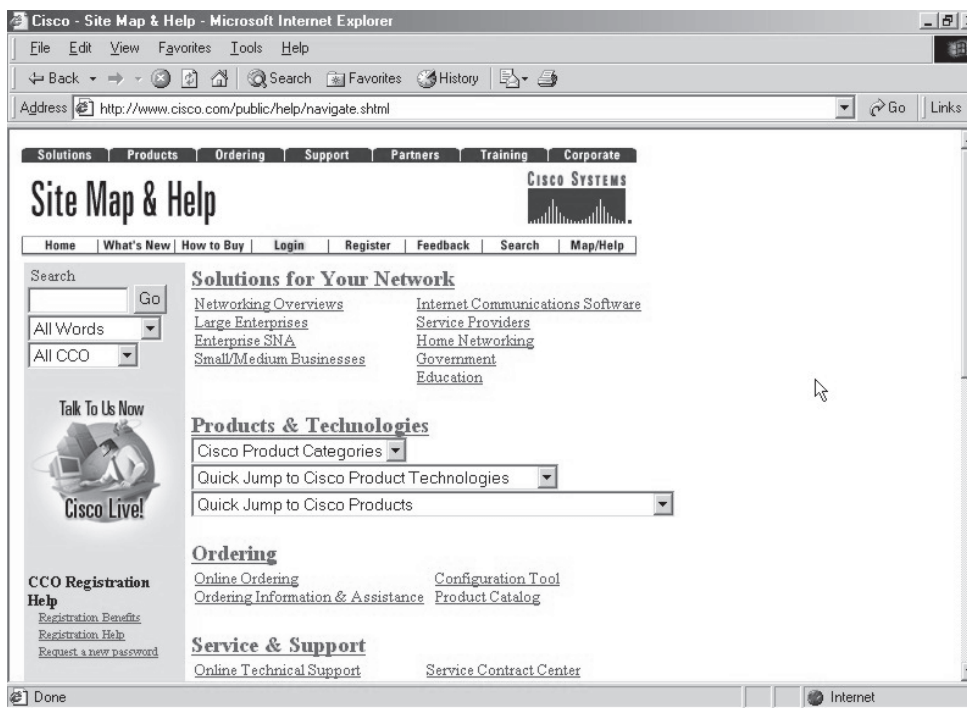 Cisco - Site Map & Help - Microsoft Internet Explorer
File Edit View Favorites Tools Help
Back Search Favorites History
Address http://www.cisco.com/public/help/navigate.shtml Go Links
Solutions Products Ordering Support Partners Training Corporate
Site Map & Help
CISCO SYSTEMS
Home | What's New | How to Buy | Login | Register | Feedback | Search | Map/Help
Search
Go
All Words
All CCO
Talk To Us Now
Cisco Live!
CCO Registration
Help
Registration Benefits
Registration Help
Request a new password
Solutions for Your Network
Networking Overviews Internet Communications Software
Large Enterprises Service Providers
Enterprise SNA Home Networking
Small/Medium Businesses Government
Education
Products & Technologies
Cisco Product Categories
Quick Jump to Cisco Product Technologies
Quick Jump to Cisco Products
Ordering
Online Ordering Configuration Tool
Ordering Information & Assistance Product Catalog
Service & Support
Online Technical Support Service Contract Center
Done Internet